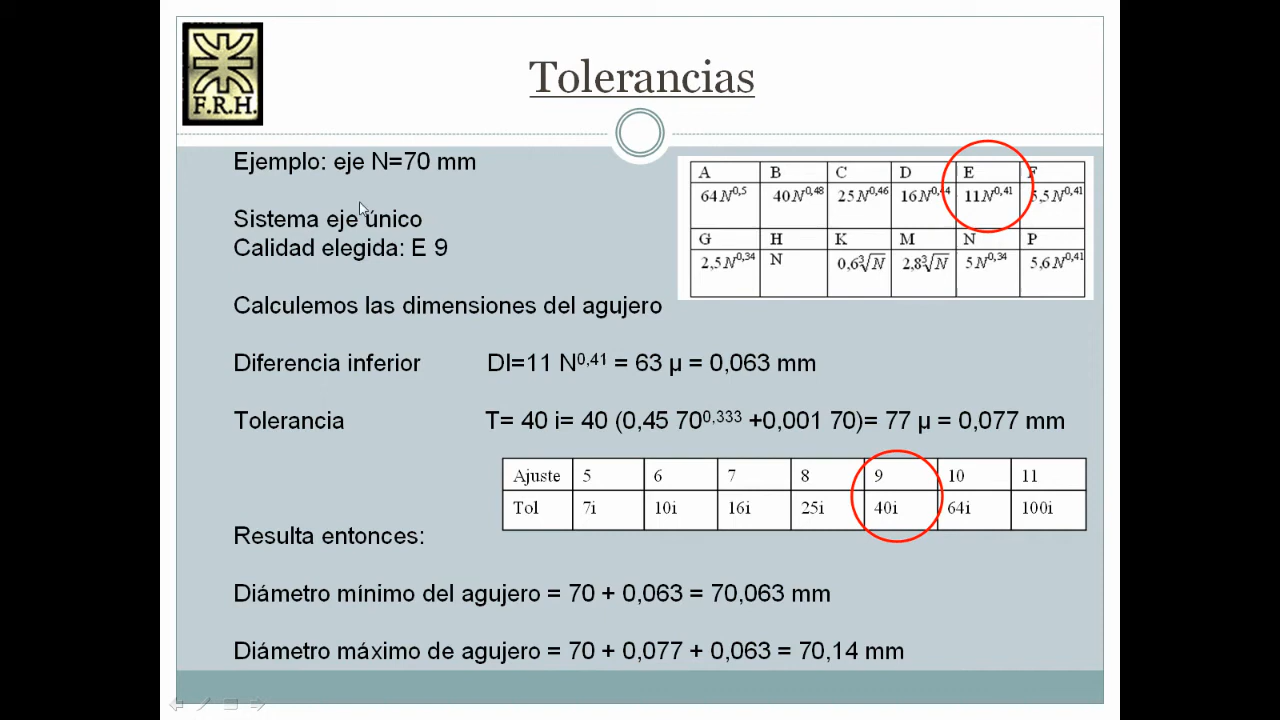 F.R.H.
Tolerancias
Ejemplo: eje N=70 mm
Sistema eje único
Calidad elegida: E 9
A B C D E F
64N^0,5 40N^0,48 25N^0,46 16N^0,44 11N^0,41 5,5N^0,41
G H K M N P
2,5N^0,34 N 0,6∛N 2,8∛N 5N^0,34 5,6N^0,41
Calculemos las dimensiones del agujero
Diferencia inferior DI=11 N^0,41 = 63 µ = 0,063 mm
Tolerancia T= 40 i= 40 (0,45 70^0,333 +0,001 70)= 77 µ = 0,077 mm
Ajuste 5 6 7 8 9 10 11
Tol 7i 10i 16i 25i 40i 64i 100i
Resulta entonces:
Diámetro mínimo del agujero = 70 + 0,063 = 70,063 mm
Diámetro máximo de agujero = 70 + 0,077 + 0,063 = 70,14 mm